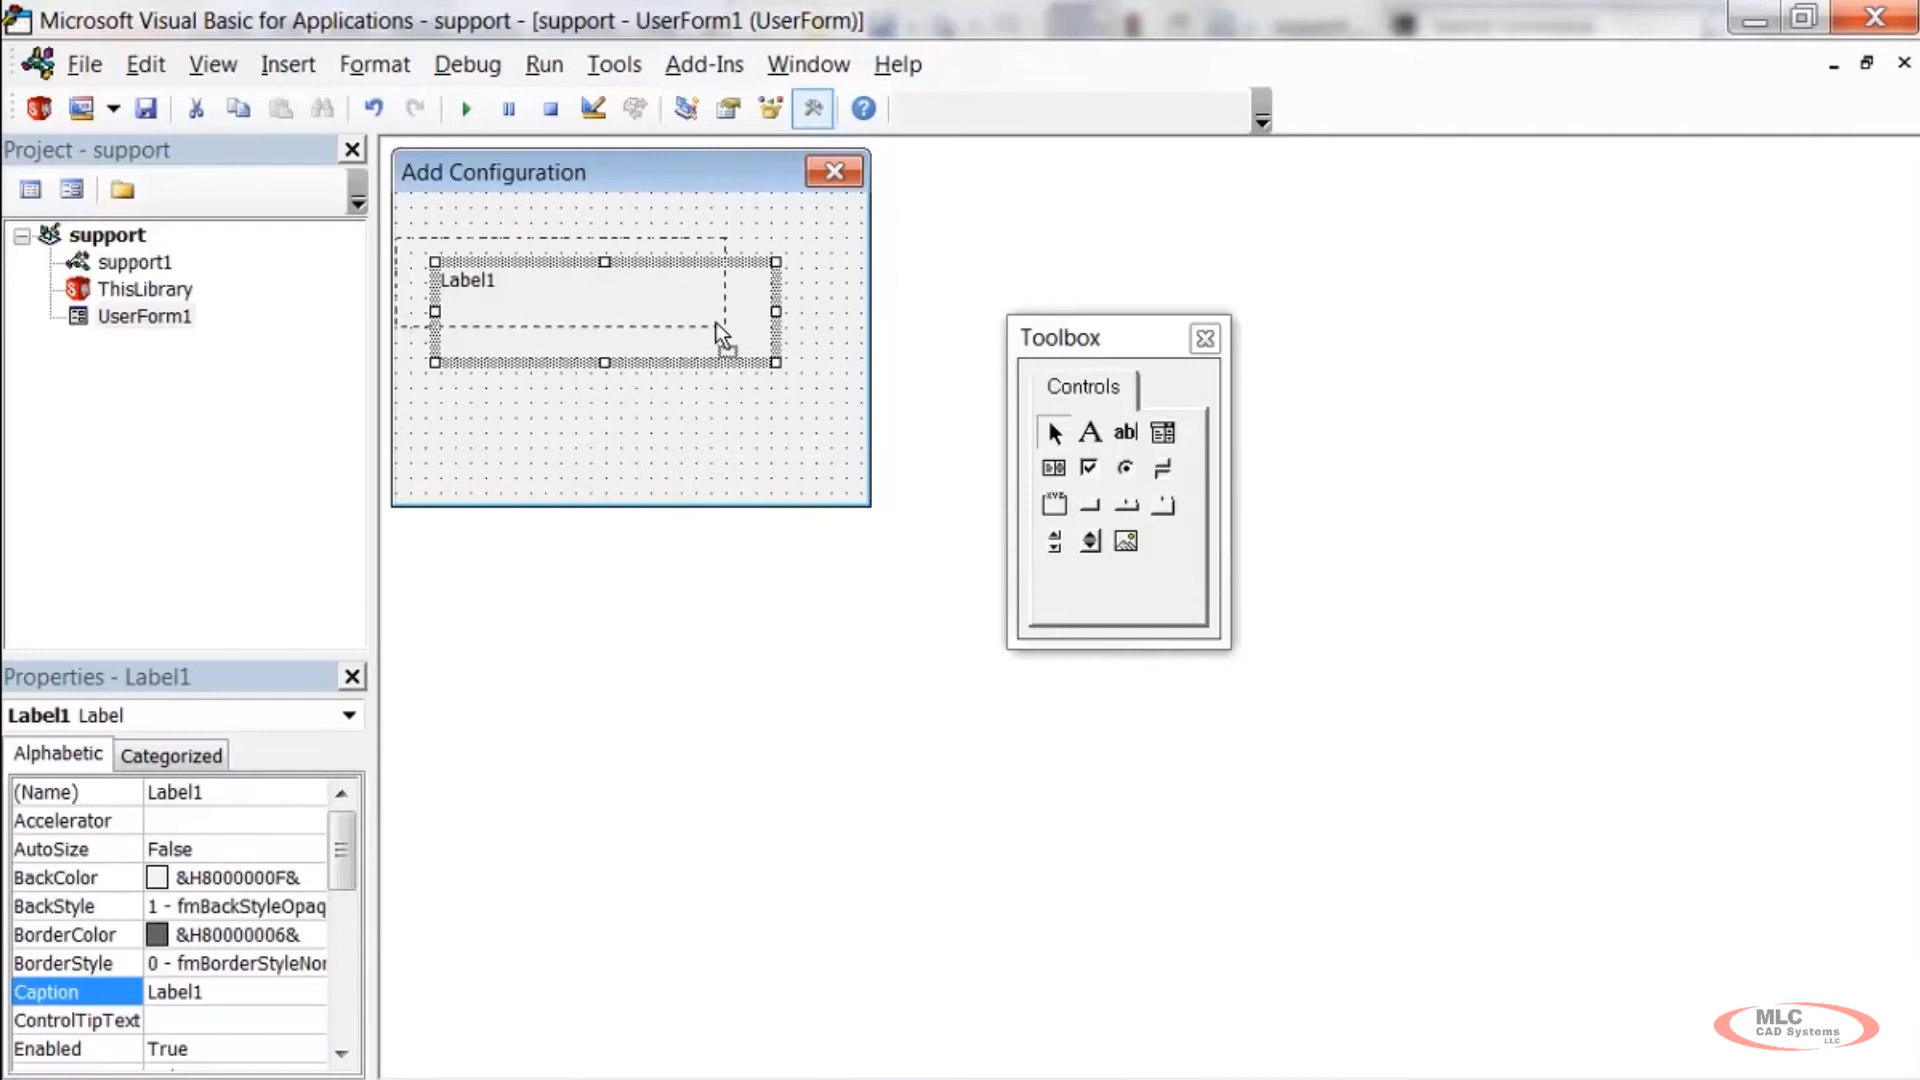 Microsoft Visual Basic for Applications - support - [support - UserForm1 (UserForm)]
File Edit View Insert Format Debug Run Tools Add-Ins Window Help
Project - support
support
support1
ThisLibrary
UserForm1
Add Configuration
Label1
Toolbox
Controls
A ab|
XYZ
Properties - Label1
Label1 Label
Alphabetic Categorized
(Name) Label1
Accelerator
AutoSize False
BackColor &H8000000F&
BackStyle 1 - fmBackStyleOpaq
BorderColor &H80000006&
BorderStyle 0 - fmBorderStyleNor
Caption Label1
ControlTipText
Enabled True
MLC
CAD Systems
LLC